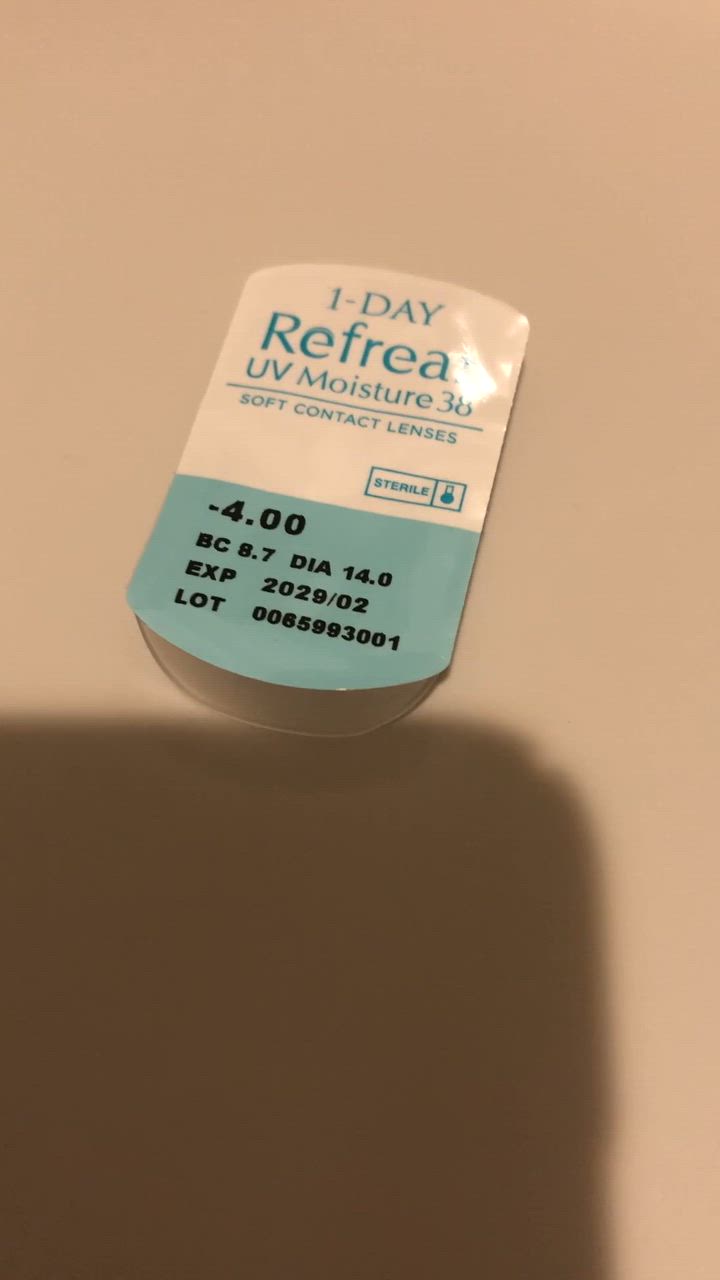 1-DAY
UV Moisture 38
SOFT CONTACT LENSES
STERILE
-4.00
BC 8.7 DIA 14.0
EXP 2029/02
LOT 0065993001